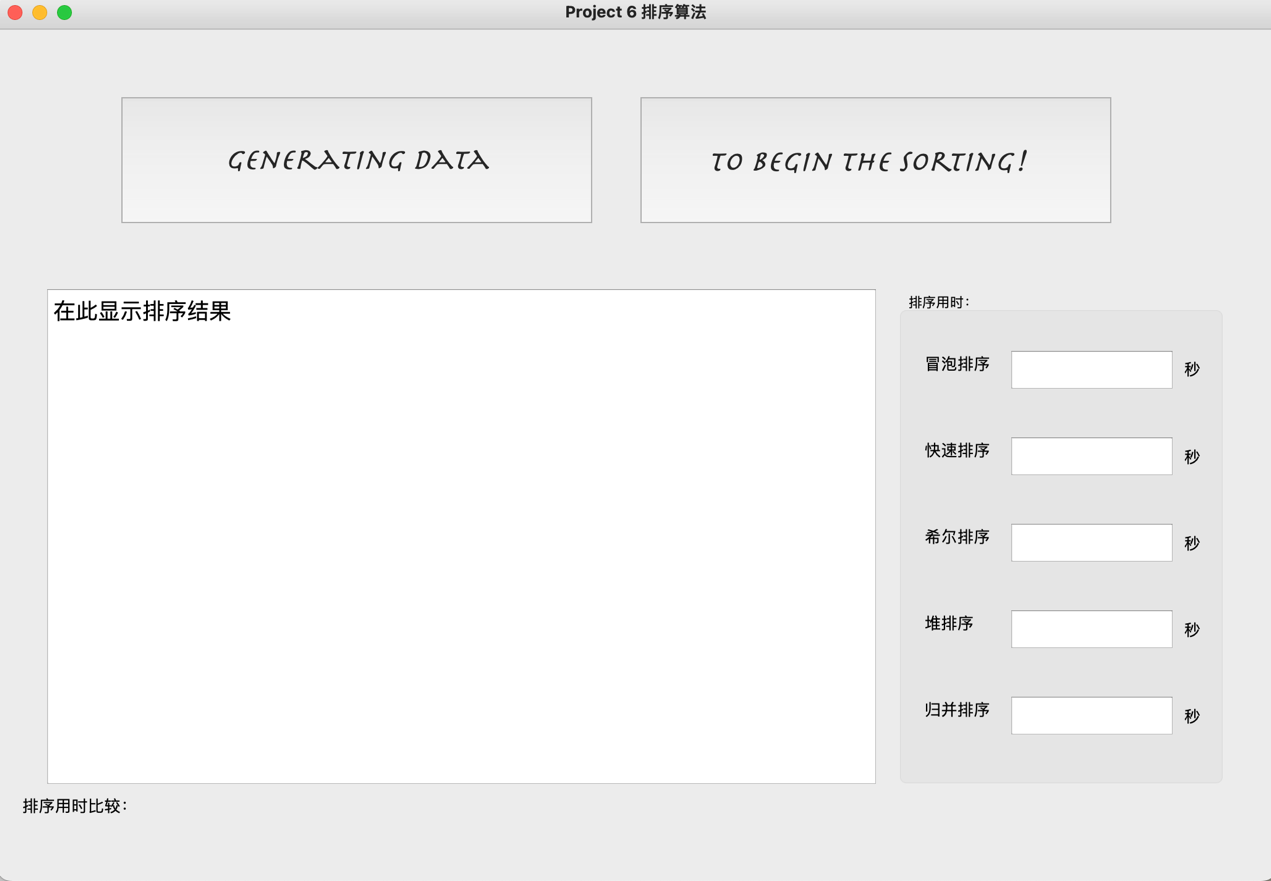 Project 6 排序算法
GENERATING DATA
TO BEGIN THE SORTING!
在此显示排序结果
排序用时:
冒泡排序 秒
快速排序 秒
希尔排序 秒
堆排序 秒
归并排序 秒
排序用时比较: